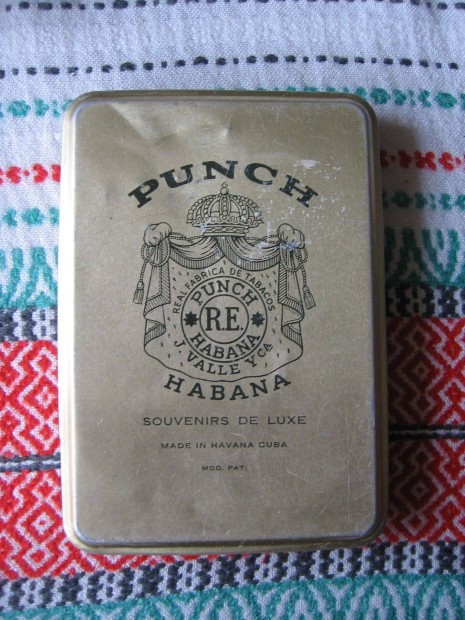 PUNCH
REAL FABRICA DE TABACOS
PUNCH
R.E.
HABANA
J. VALLE Y Cª
HABANA
SOUVENIRS DE LUXE
MADE IN HAVANA CUBA
MOD. PAT.